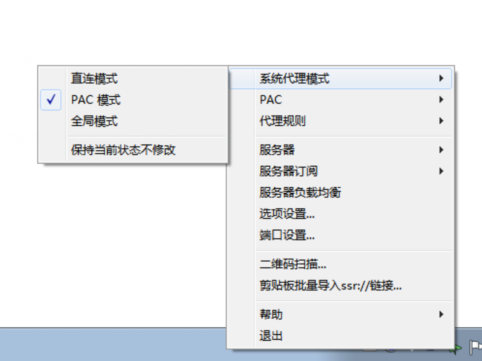 直连模式
PAC 模式
全局模式
保持当前状态不修改
系统代理模式
PAC
代理规则
服务器
服务器订阅
服务器负载均衡
选项设置...
端口设置...
二维码扫描...
剪贴板批量导入ssr://链接...
帮助
退出